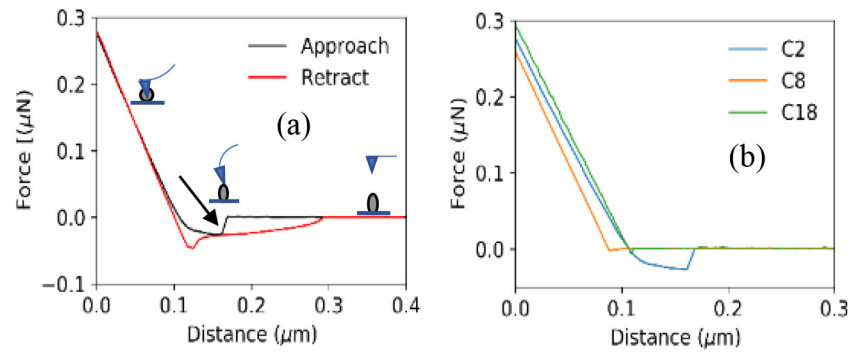 0.3
0.2
0.1
0.0
−0.1
Force [(μN)
Approach
Retract
(a)
0.0 0.1 0.2 0.3 0.4
Distance (μm)
0.3
0.2
0.1
0.0
Force (μN)
C2
C8
C18
(b)
0.0 0.1 0.2 0.3
Distance (μm)